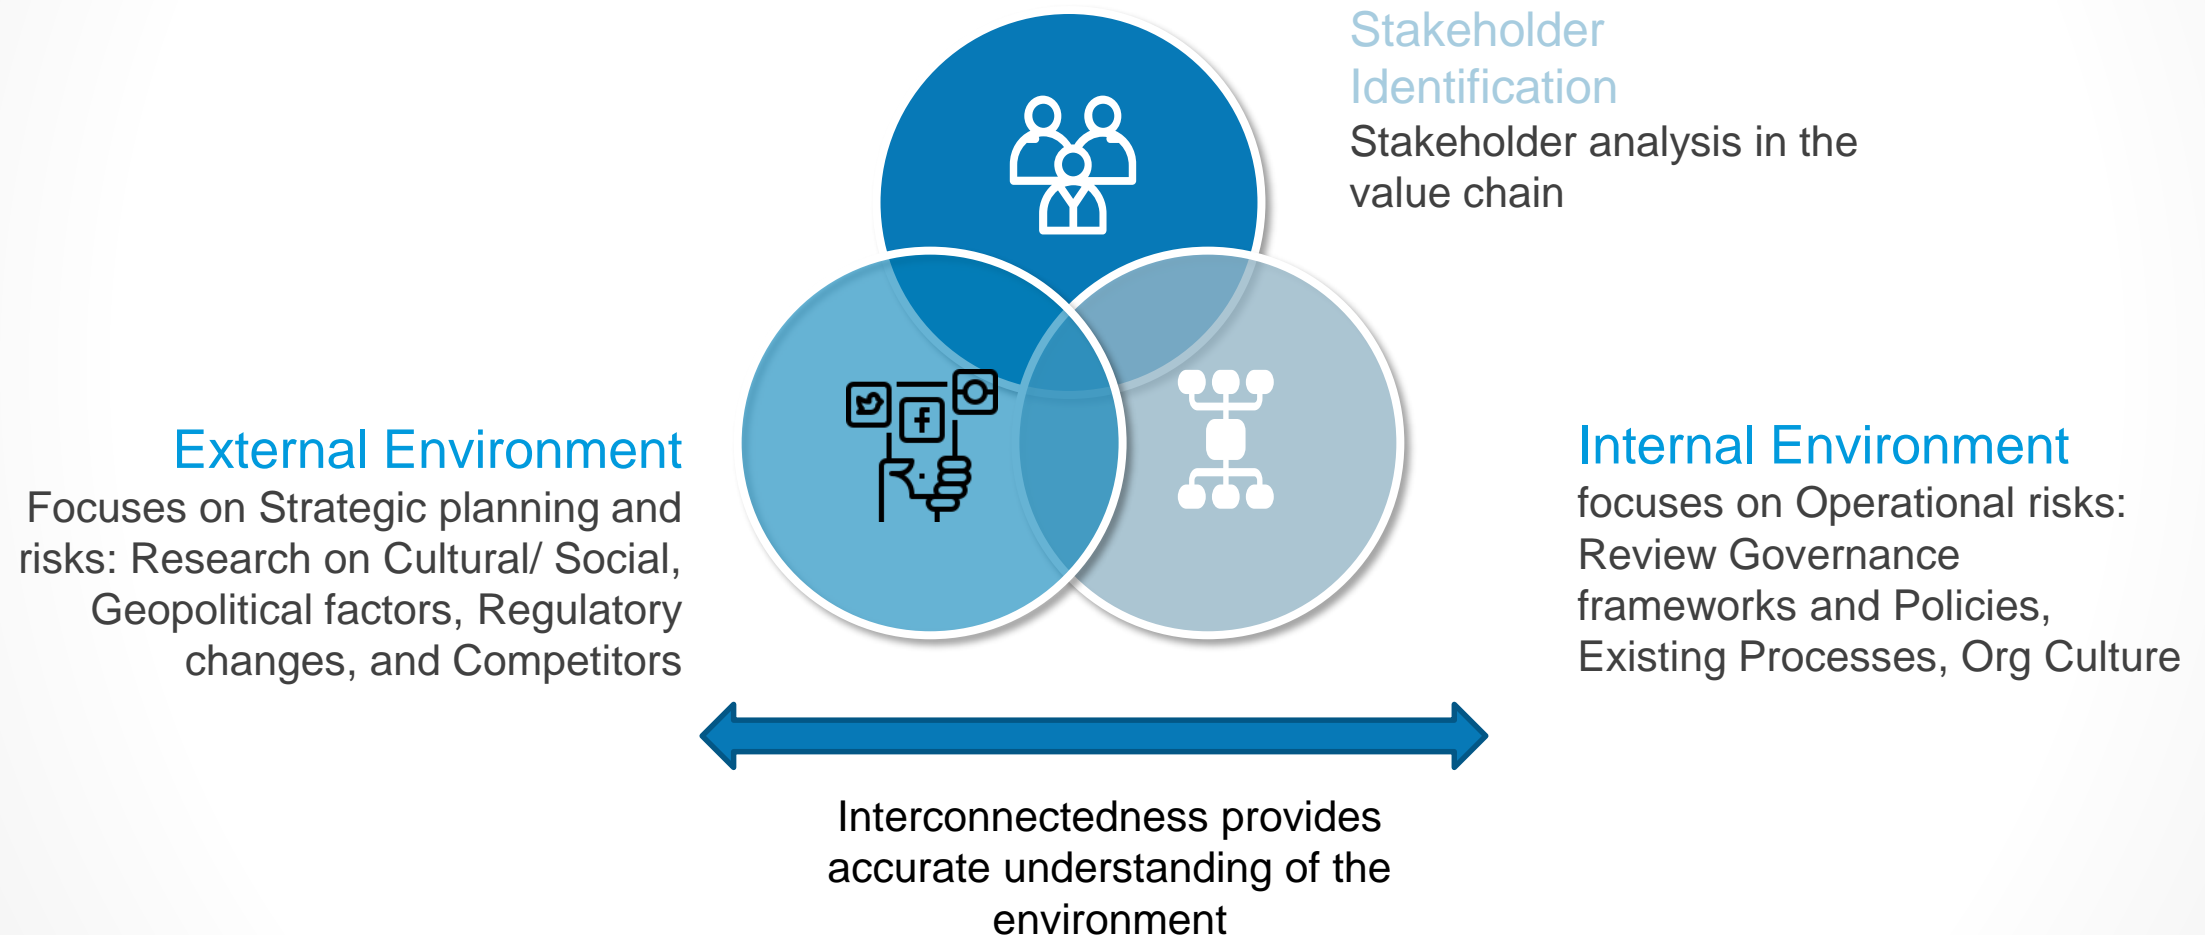 Stakeholder
Identification
Stakeholder analysis in the
value chain
External Environment
Focuses on Strategic planning and
risks: Research on Cultural/ Social,
Geopolitical factors, Regulatory
changes, and Competitors
Internal Environment
focuses on Operational risks:
Review Governance
frameworks and Policies,
Existing Processes, Org Culture
Interconnectedness provides
accurate understanding of the
environment